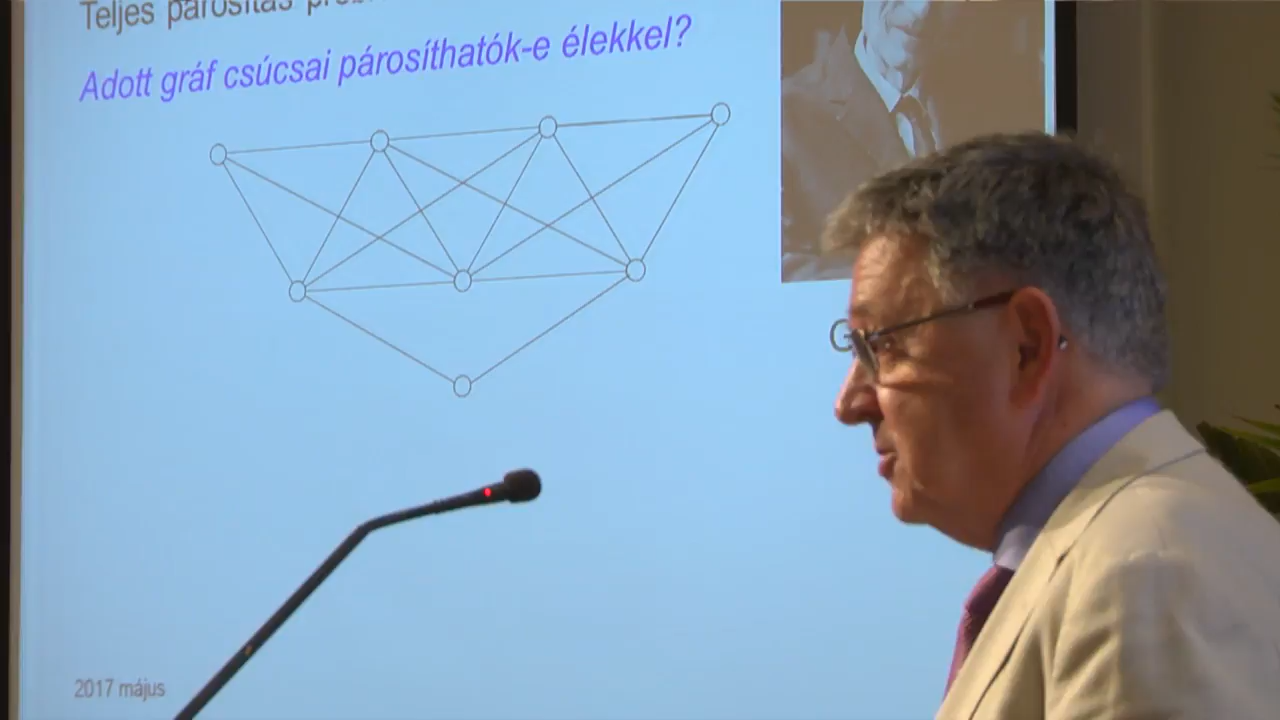 Teljes párosítás
Adott gráf csúcsai párosíthatók-e élekkel?
G
2017 május